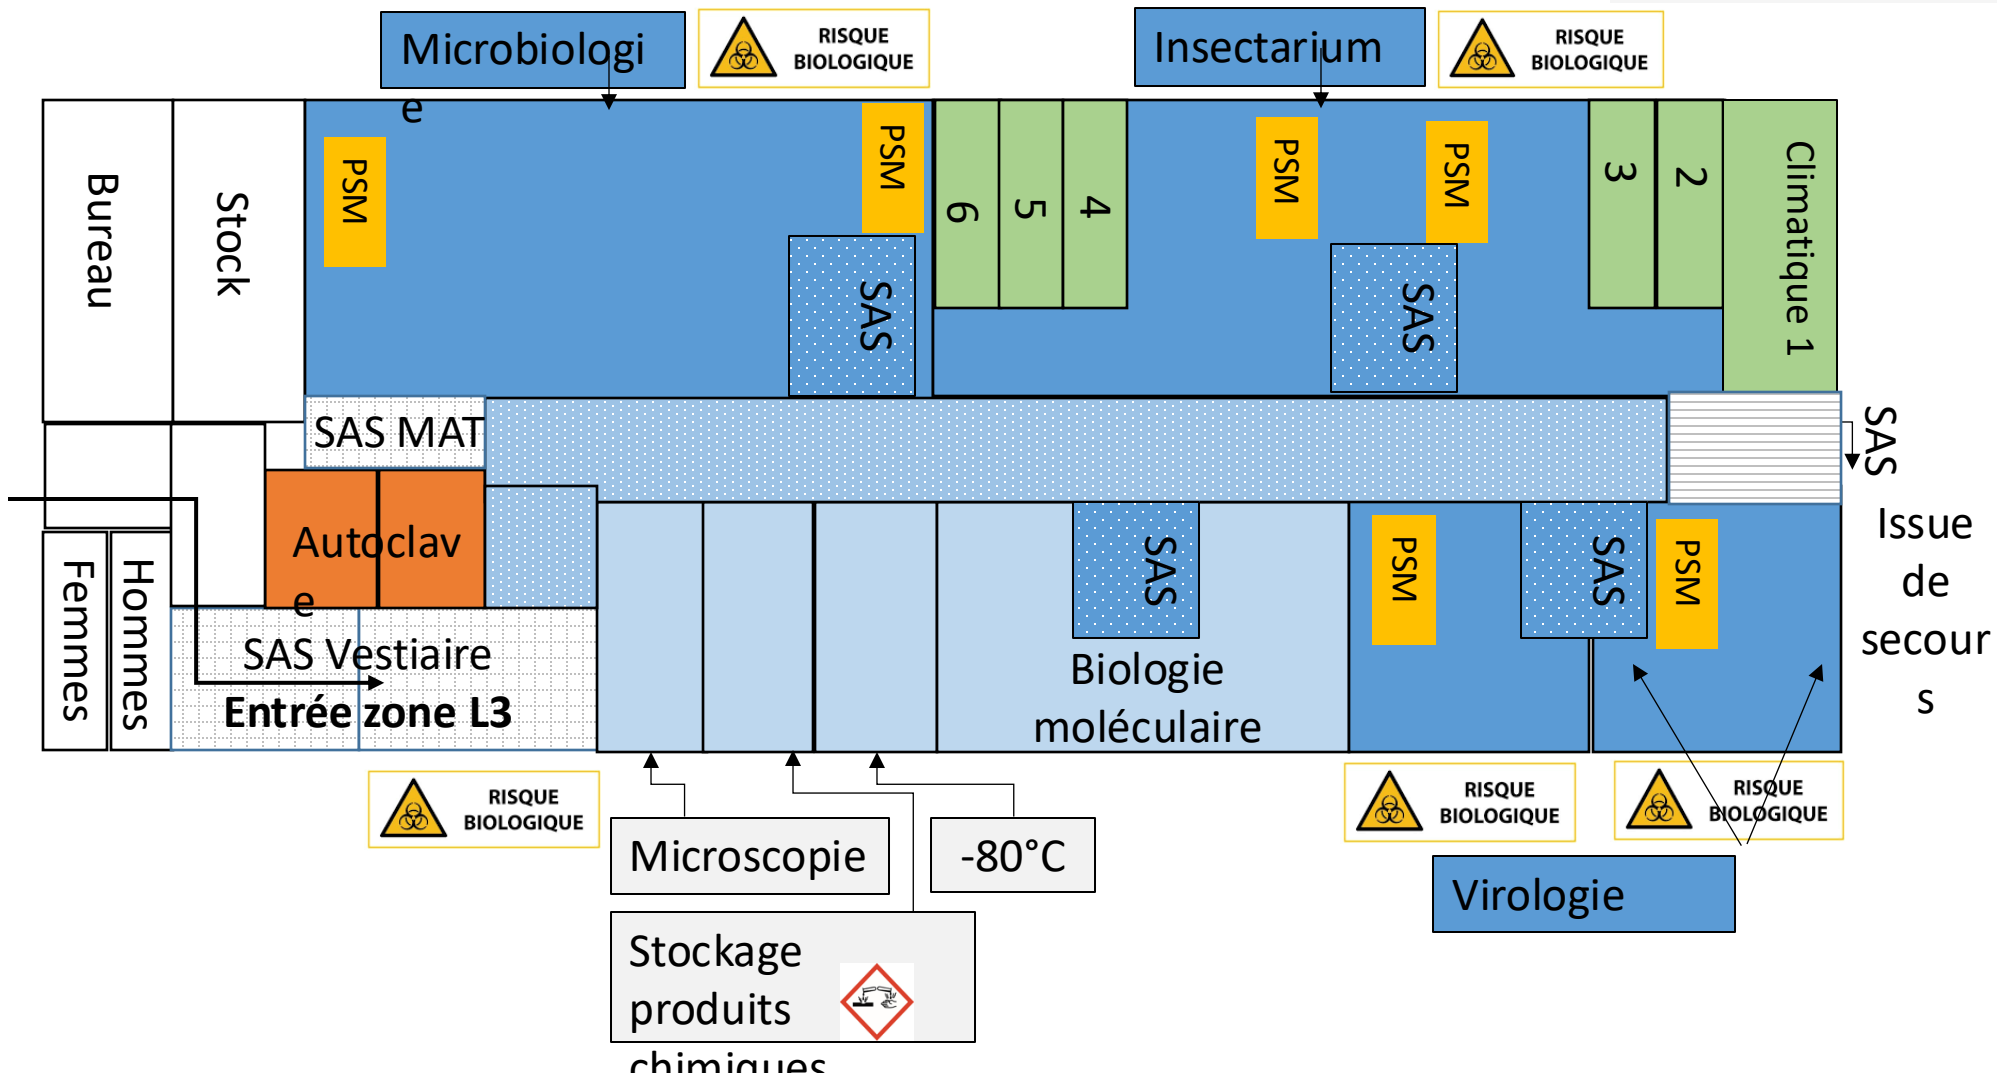 Microbiologi
e
RISQUE
BIOLOGIQUE
Insectarium
RISQUE
BIOLOGIQUE
Bureau
Stock
PSM
PSM
SAS
6
5
4
PSM
PSM
SAS
3
2
Climatique 1
SAS MAT
SAS
Issue
de
secour
s
Autoclav
e
Femmes
Hommes
SAS Vestiaire
Entrée zone L3
SAS
Biologie
moléculaire
PSM
SAS
PSM
RISQUE
BIOLOGIQUE
RISQUE
BIOLOGIQUE
RISQUE
BIOLOGIQUE
Microscopie
-80°C
Virologie
Stockage
produits
chimiques